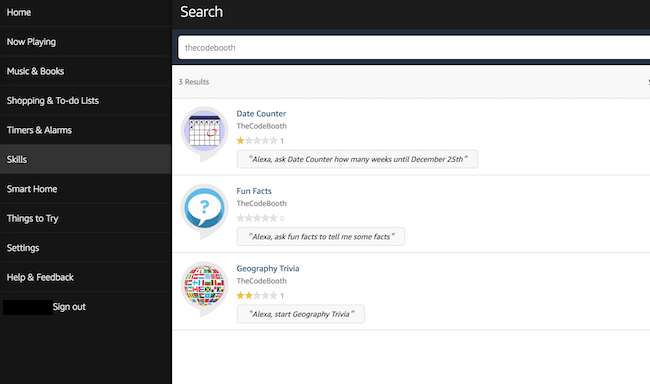 Home
Now Playing
Music & Books
Shopping & To-do Lists
Timers & Alarms
Skills
Smart Home
Things to Try
Settings
Help & Feedback
Sign out
Search
thecodebooth
3 Results
Date Counter
TheCodeBooth
1
"Alexa, ask Date Counter how many weeks until December 25th"
Fun Facts
TheCodeBooth
0
"Alexa, ask fun facts to tell me some facts"
Geography Trivia
TheCodeBooth
1
"Alexa, start Geography Trivia"